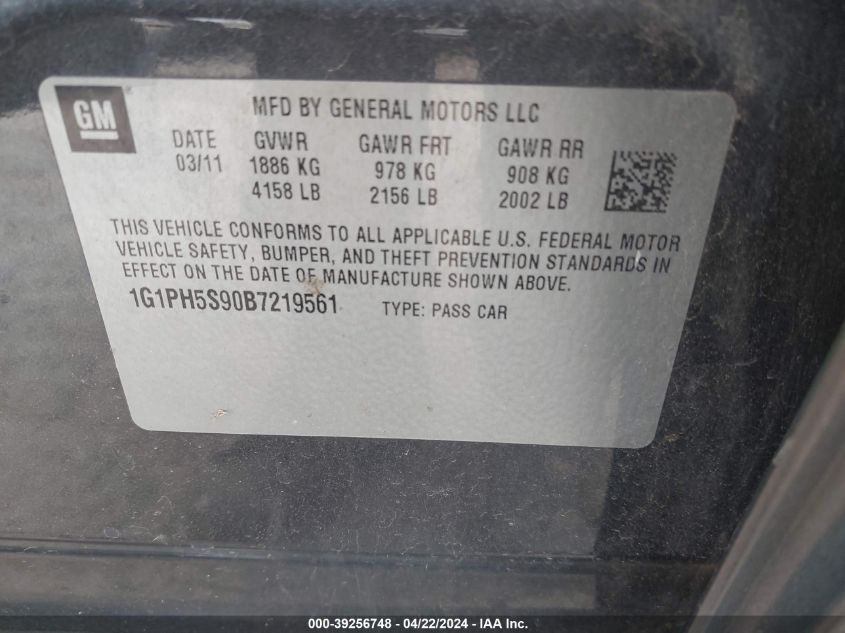 GM
MFD BY GENERAL MOTORS LLC
DATE GVWR GAWR FRT GAWR RR
03/11 1886 KG 978 KG 908 KG
4158 LB 2156 LB 2002 LB
THIS VEHICLE CONFORMS TO ALL APPLICABLE U.S. FEDERAL MOTOR
VEHICLE SAFETY, BUMPER, AND THEFT PREVENTION STANDARDS IN
EFFECT ON THE DATE OF MANUFACTURE SHOWN ABOVE.
1G1PH5S90B7219561 TYPE: PASS CAR
000-39256748 - 04/22/2024 - IAA Inc.